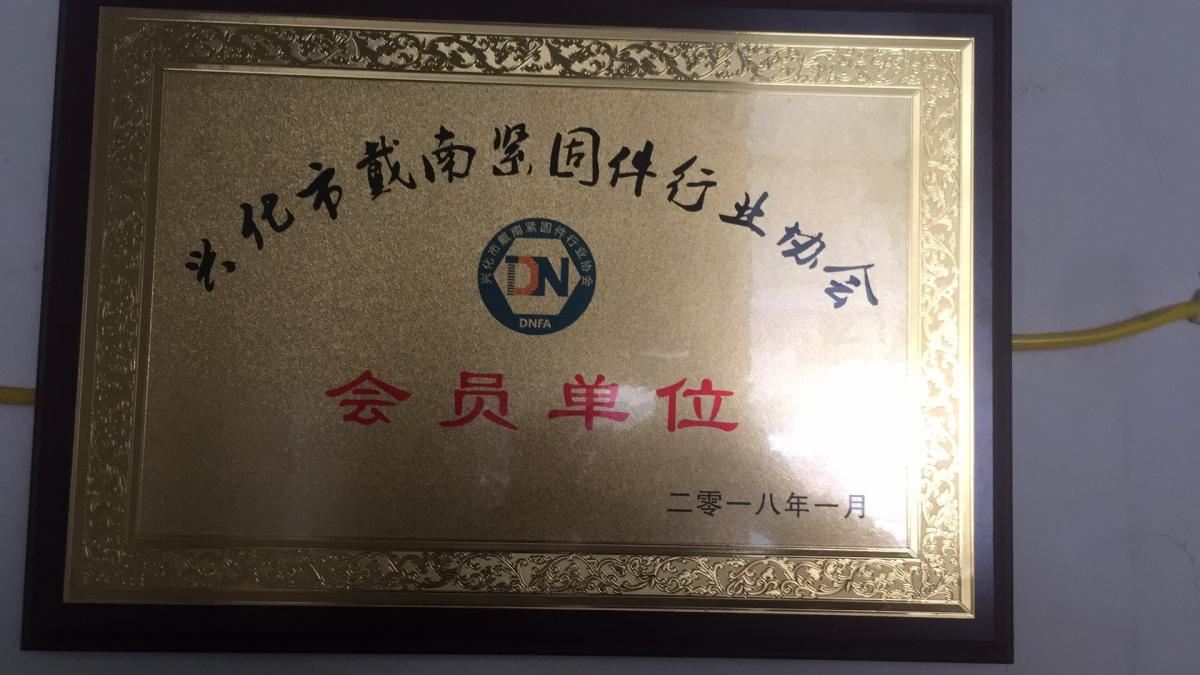 兴化市戴南紧固件行业协会
兴化市戴南紧固件行业协会
DN
DNFA
会员单位
二零一八年一月